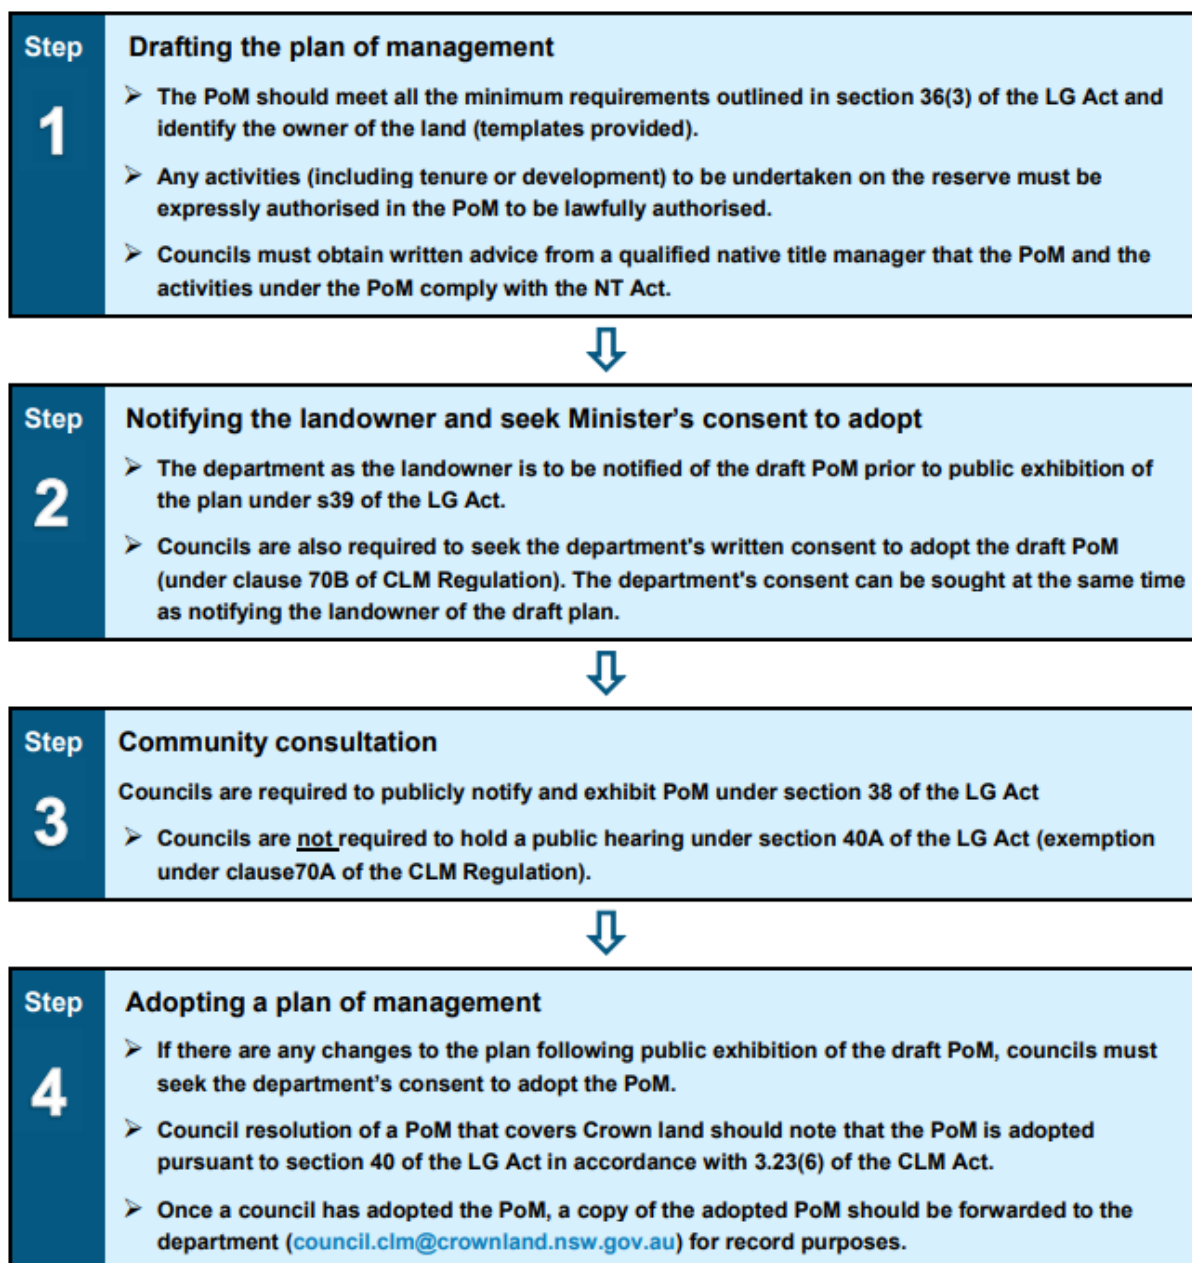 Step
1
Drafting the plan of management
➢ The PoM should meet all the minimum requirements outlined in section 36(3) of the LG Act and
identify the owner of the land (templates provided).
➢ Any activities (including tenure or development) to be undertaken on the reserve must be
expressly authorised in the PoM to be lawfully authorised.
➢ Councils must obtain written advice from a qualified native title manager that the PoM and the
activities under the PoM comply with the NT Act.
Step
2
Notifying the landowner and seek Minister's consent to adopt
➢ The department as the landowner is to be notified of the draft PoM prior to public exhibition of
the plan under s39 of the LG Act.
➢ Councils are also required to seek the department's written consent to adopt the draft PoM
(under clause 70B of CLM Regulation). The department's consent can be sought at the same time
as notifying the landowner of the draft plan.
Step
3
Community consultation
Councils are required to publicly notify and exhibit PoM under section 38 of the LG Act
➢ Councils are not required to hold a public hearing under section 40A of the LG Act (exemption
under clause70A of the CLM Regulation).
Step
4
Adopting a plan of management
➢ If there are any changes to the plan following public exhibition of the draft PoM, councils must
seek the department's consent to adopt the PoM.
➢ Council resolution of a PoM that covers Crown land should note that the PoM is adopted
pursuant to section 40 of the LG Act in accordance with 3.23(6) of the CLM Act.
➢ Once a council has adopted the PoM, a copy of the adopted PoM should be forwarded to the
department (council.clm@crownland.nsw.gov.au) for record purposes.